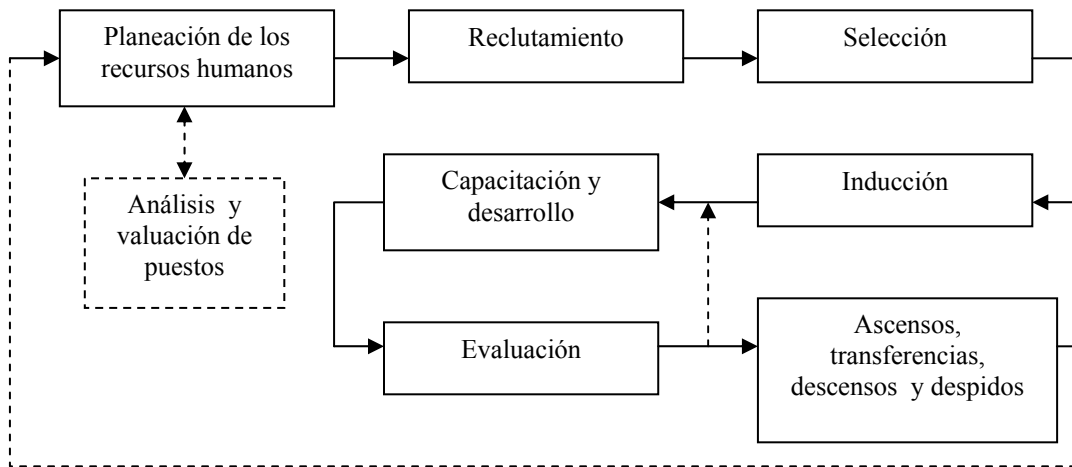 Planeación de los
recursos humanos
Reclutamiento
Selección
Análisis y
valuación de
puestos
Capacitación y
desarrollo
Inducción
Evaluación
Ascensos,
transferencias,
descensos y despidos